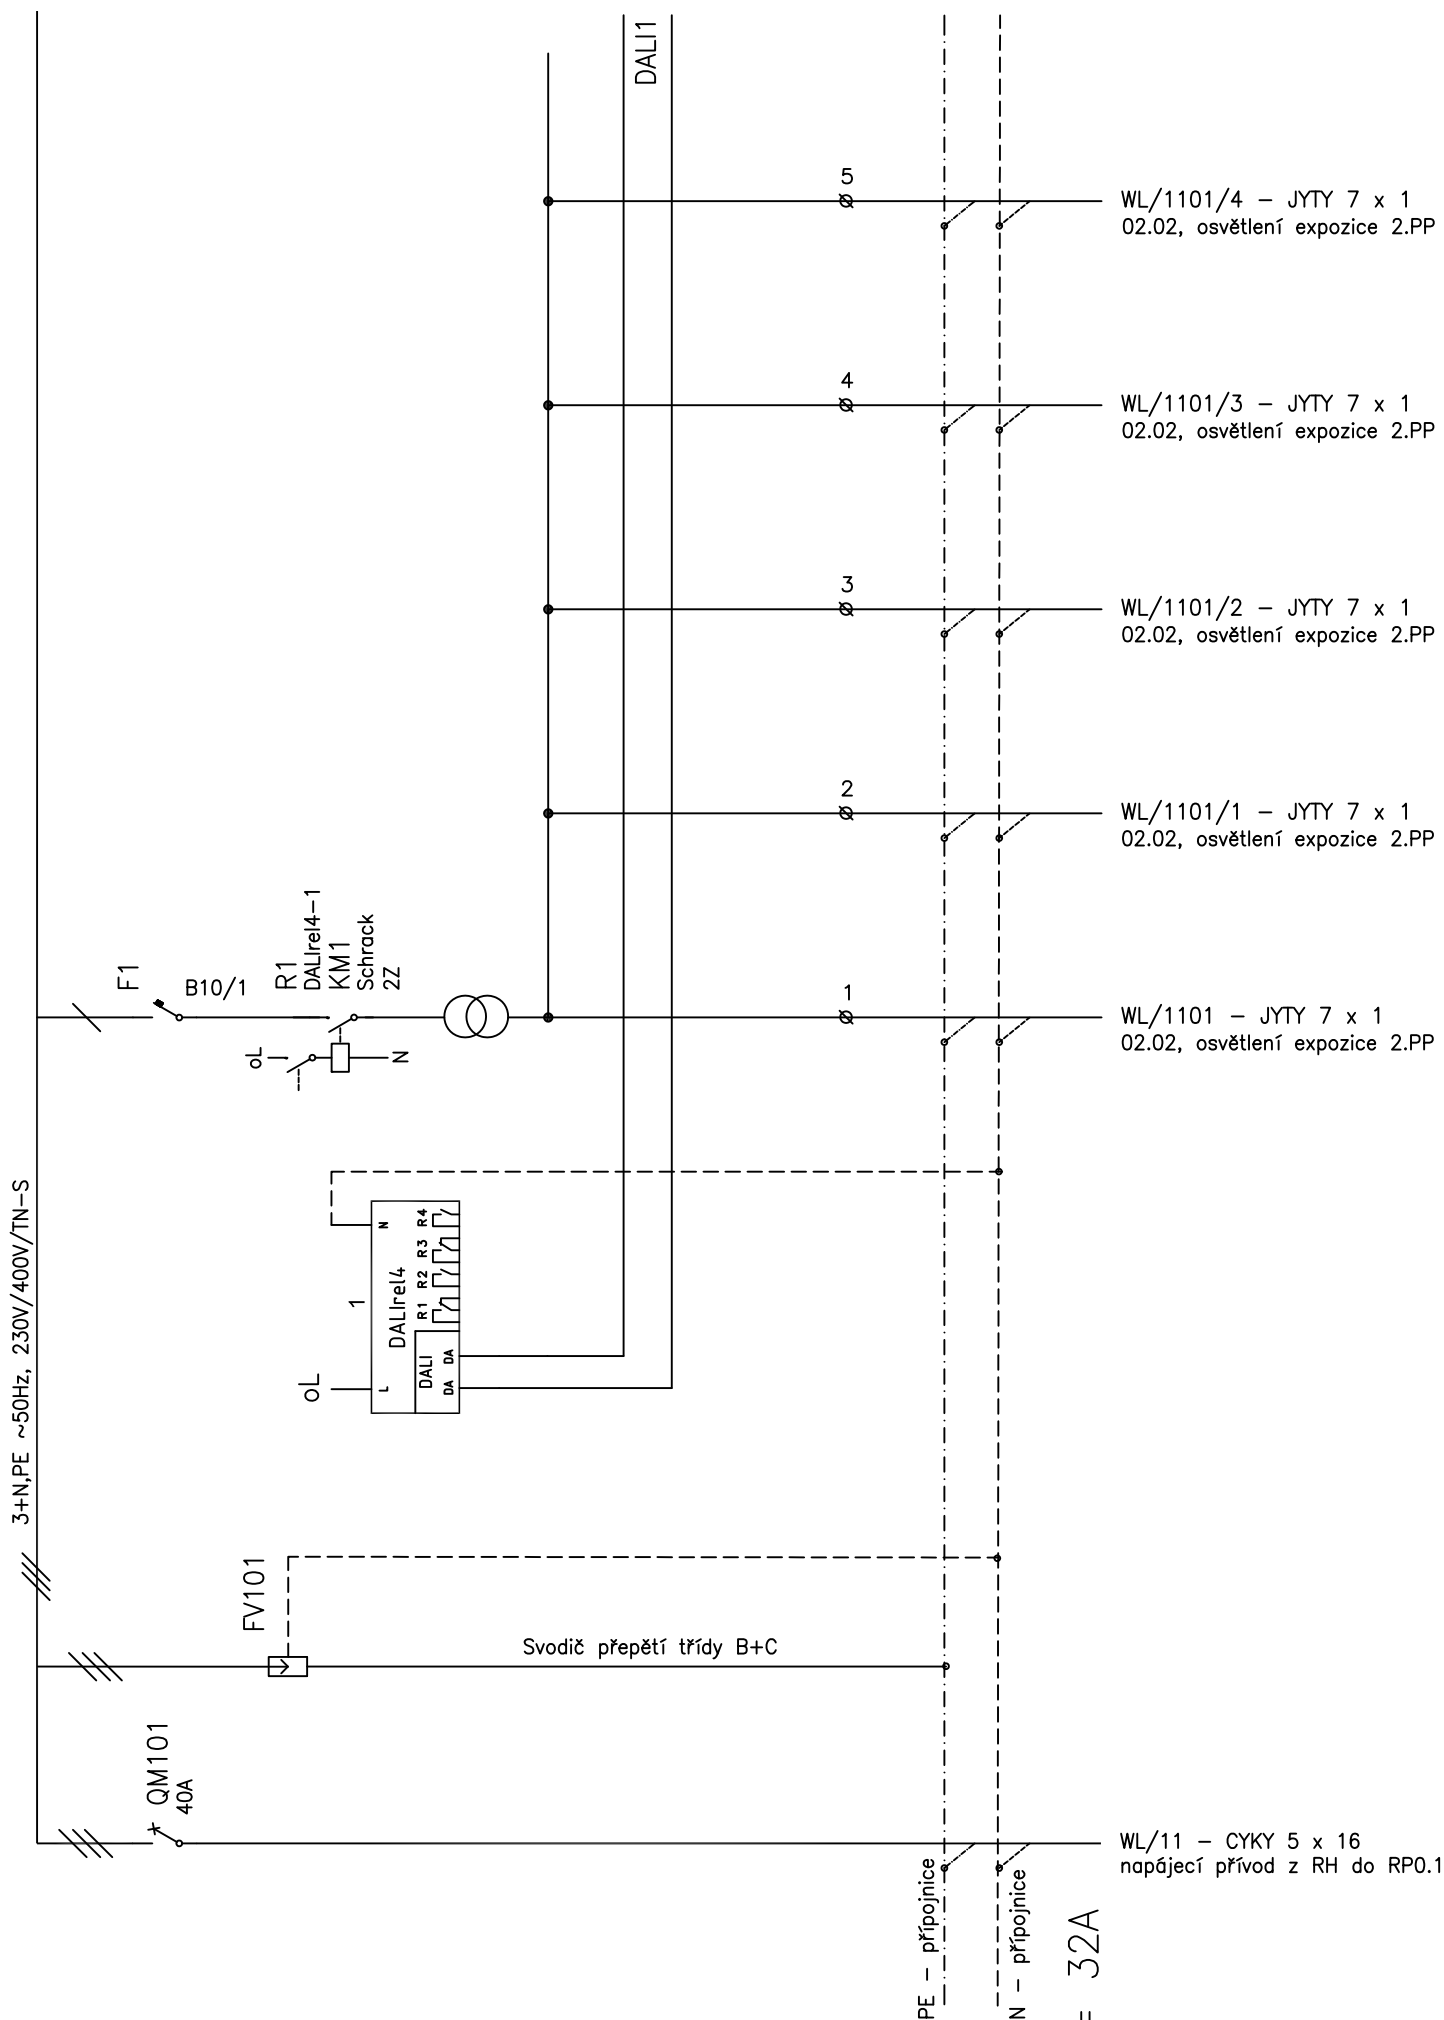 DALI1
5
WL/1101/4 - JYTY 7 x 1
02.02, osvětlení expozice 2.PP
4
WL/1101/3 - JYTY 7 x 1
02.02, osvětlení expozice 2.PP
3
WL/1101/2 - JYTY 7 x 1
02.02, osvětlení expozice 2.PP
2
WL/1101/1 - JYTY 7 x 1
02.02, osvětlení expozice 2.PP
F1
B10/1
R1
DALIrel4-1
KM1
Schrack
2Z
oL
N
1
WL/1101 - JYTY 7 x 1
02.02, osvětlení expozice 2.PP
3+N,PE ~50Hz, 230V/400V/TN-S
oL
1
DALIrel4
L
N
DALI
DA DA
R1 R2 R3 R4
FV101
Svodič přepětí třídy B+C
QM101
40A
WL/11 - CYKY 5 x 16
napájecí přívod z RH do RP0.1
PE - přípojnice
N - přípojnice
= 32A